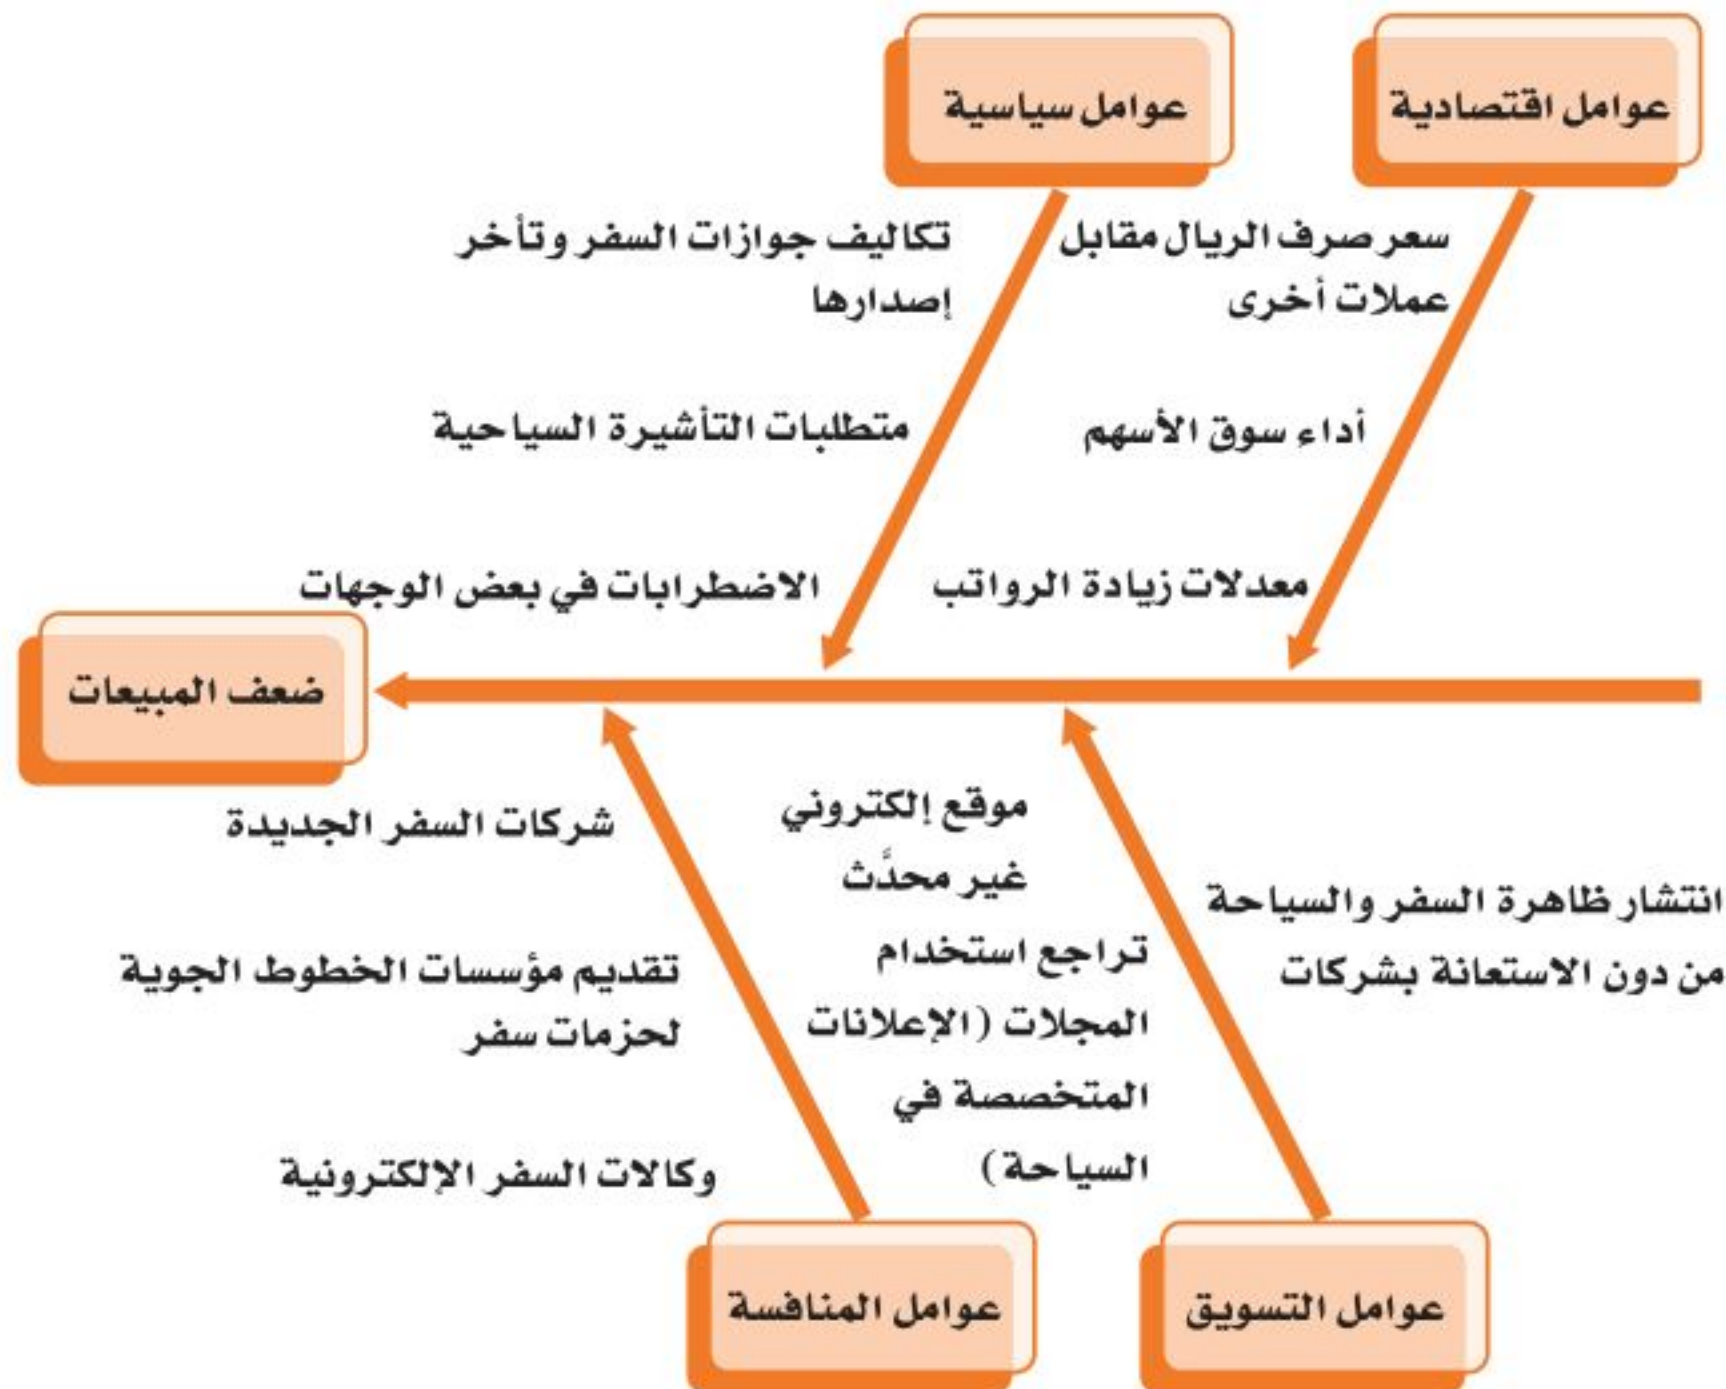 عوامل اقتصادية
سعر صرف الريال مقابل
عملات أخرى
أداء سوق الأسهم
معدلات زيادة الرواتب
عوامل سياسية
تكاليف جوازات السفر وتأخر
إصدارها
متطلبات التأشيرة السياحية
الاضطرابات في بعض الوجهات
ضعف المبيعات
انتشار ظاهرة السفر والسياحة
من دون الاستعانة بشركات
موقع إلكتروني
غير محدَّث
تراجع استخدام
المجلات (الإعلانات
المتخصصة في
السياحة)
عوامل التسويق
شركات السفر الجديدة
تقديم مؤسسات الخطوط الجوية
لحزمات سفر
وكالات السفر الإلكترونية
عوامل المنافسة